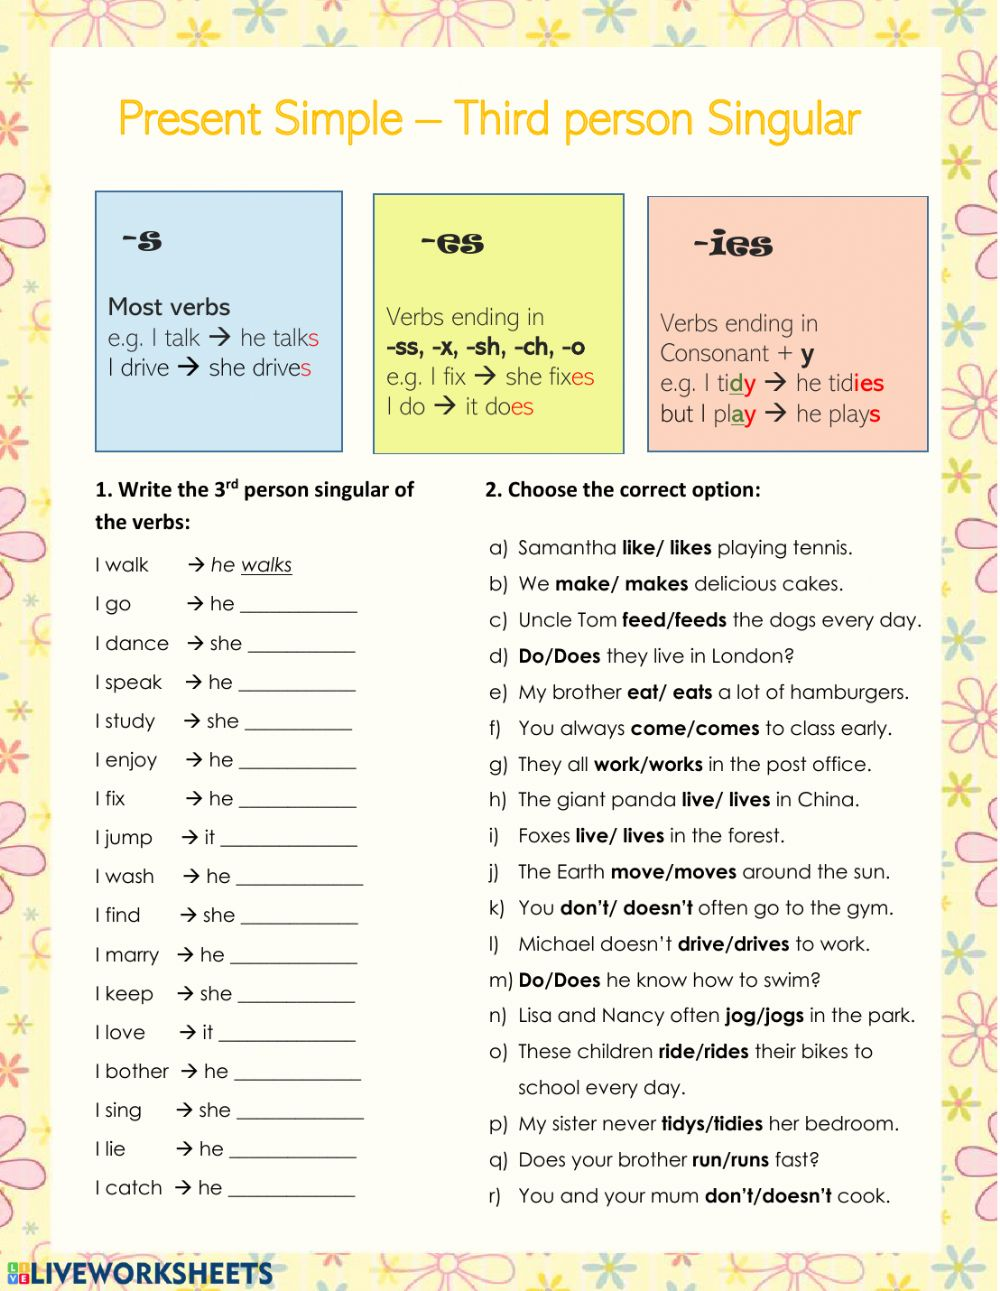 Present Simple – Third person Singular
-s
Most verbs
e.g. I talk → he talks
I drive → she drives
-es
Verbs ending in
-ss, -x, -sh, -ch, -o
e.g. I fix → she fixes
I do → it does
-ies
Verbs ending in
Consonant + y
e.g. I tidy → he tidies
but I play → he plays
1. Write the 3rd person singular of
the verbs:
I walk → he walks
I go → he ____________
I dance → she ___________
I speak → he ____________
I study → she ___________
I enjoy → he ____________
I fix → he ____________
I jump → it ______________
I wash → he _____________
I find → she ____________
I marry → he _____________
I keep → she ____________
I love → it ______________
I bother → he _____________
I sing → she _____________
I lie → he _____________
I catch → he _____________
2. Choose the correct option:
a) Samantha like/ likes playing tennis.
b) We make/ makes delicious cakes.
c) Uncle Tom feed/feeds the dogs every day.
d) Do/Does they live in London?
e) My brother eat/ eats a lot of hamburgers.
f) You always come/comes to class early.
g) They all work/works in the post office.
h) The giant panda live/ lives in China.
i) Foxes live/ lives in the forest.
j) The Earth move/moves around the sun.
k) You don't/ doesn't often go to the gym.
l) Michael doesn't drive/drives to work.
m) Do/Does he know how to swim?
n) Lisa and Nancy often jog/jogs in the park.
o) These children ride/rides their bikes to
school every day.
p) My sister never tidys/tidies her bedroom.
q) Does your brother run/runs fast?
r) You and your mum don't/doesn't cook.
LIVE LIVEWORKSHEETS